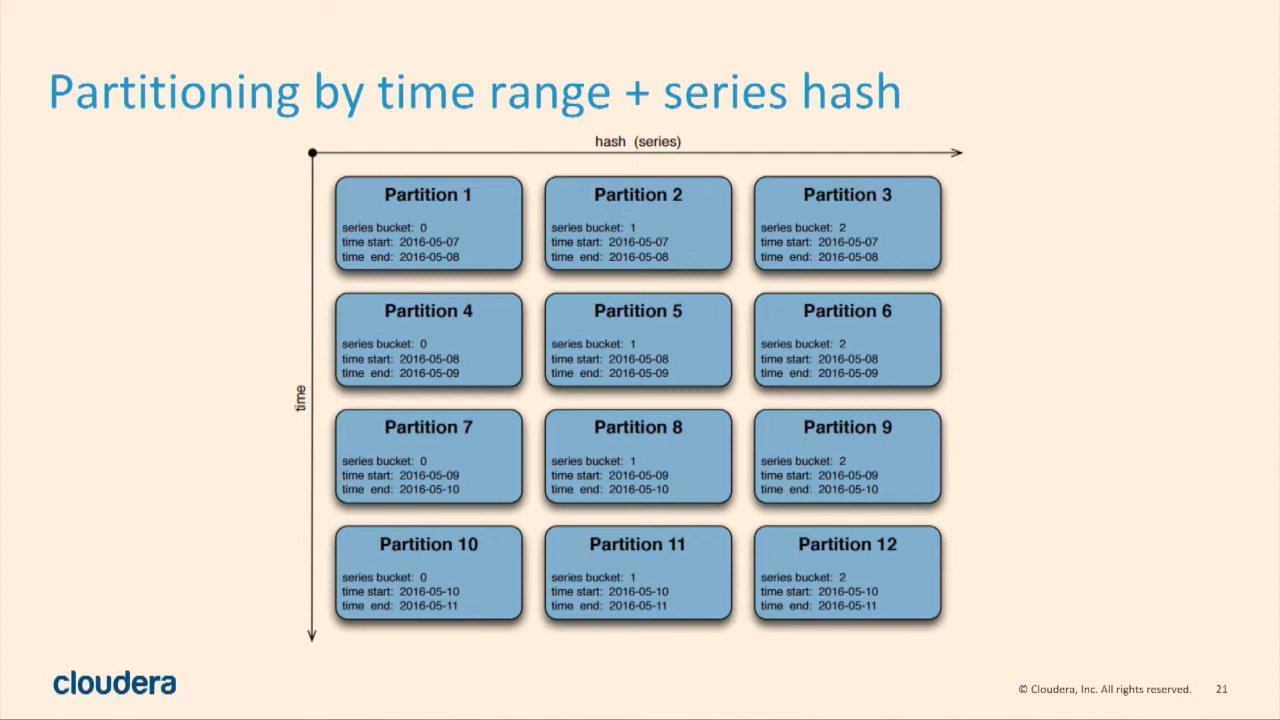 Partitioning by time range + series hash
hash (series)
Partition 1
series bucket: 0
time start: 2016-05-07
time end: 2016-05-08
Partition 2
series bucket: 1
time start: 2016-05-07
time end: 2016-05-08
Partition 3
series bucket: 2
time start: 2016-05-07
time end: 2016-05-08
time
Partition 4
series bucket: 0
time start: 2016-05-08
time end: 2016-05-09
Partition 5
series bucket: 1
time start: 2016-05-08
time end: 2016-05-09
Partition 6
series bucket: 2
time start: 2016-05-08
time end: 2016-05-09
Partition 7
series bucket: 0
time start: 2016-05-09
time end: 2016-05-10
Partition 8
series bucket: 1
time start: 2016-05-09
time end: 2016-05-10
Partition 9
series bucket: 2
time start: 2016-05-09
time end: 2016-05-10
Partition 10
series bucket: 0
time start: 2016-05-10
time end: 2016-05-11
Partition 11
series bucket: 1
time start: 2016-05-10
time end: 2016-05-11
Partition 12
series bucket: 2
time start: 2016-05-10
time end: 2016-05-11
cloudera
© Cloudera, Inc. All rights reserved. 21